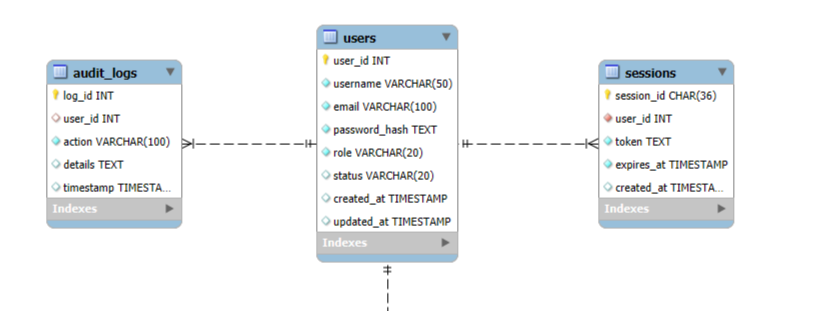 audit_logs
log_id INT
user_id INT
action VARCHAR(100)
details TEXT
timestamp TIMESTA...
Indexes
users
user_id INT
username VARCHAR(50)
email VARCHAR(100)
password_hash TEXT
role VARCHAR(20)
status VARCHAR(20)
created_at TIMESTAMP
updated_at TIMESTAMP
Indexes
sessions
session_id CHAR(36)
user_id INT
token TEXT
expires_at TIMESTAMP
created_at TIMESTA...
Indexes